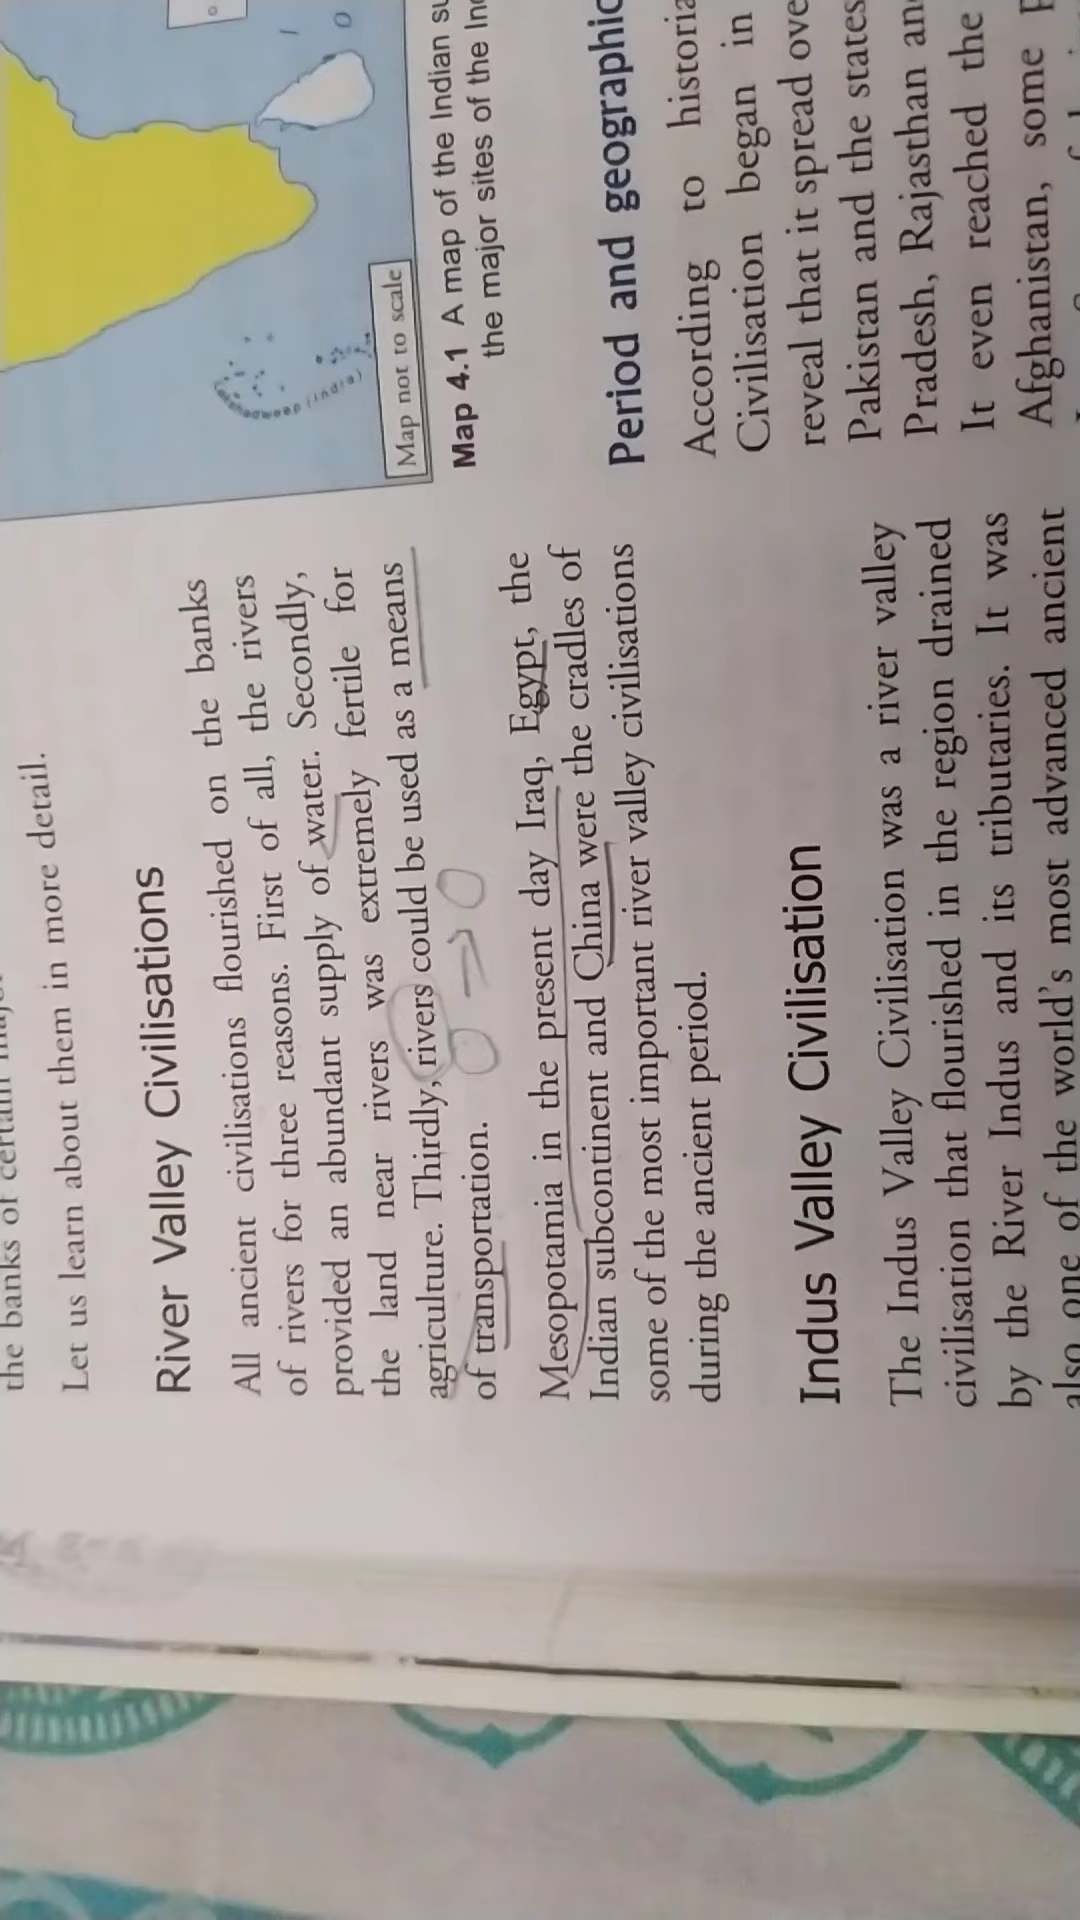 the banks of certain
Let us learn about them in more detail.
River Valley Civilisations
All ancient civilisations flourished on the banks
of rivers for three reasons. First of all, the rivers
provided an abundant supply of water. Secondly,
the land near rivers was extremely fertile for
agriculture. Thirdly, rivers could be used as a means
of transportation.
Mesopotamia in the present day Iraq, Egypt, the
Indian subcontinent and China were the cradles of
some of the most important river valley civilisations
during the ancient period.
Indus Valley Civilisation
The Indus Valley Civilisation was a river valley
civilisation that flourished in the region drained
by the River Indus and its tributaries. It was
also one of the world's most advanced ancient
I
O
Lakshadweep (India)
Map not to scale
Map 4.1 A map of the Indian su
the major sites of the Ind
Period and geographic
According to historia
Civilisation began in
reveal that it spread ove
Pakistan and the states
Pradesh, Rajasthan an
It even reached the
Afghanistan, some p